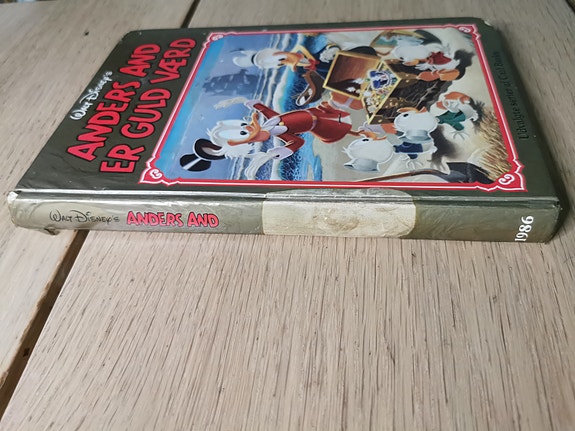 Walt Disney's
ANDERS AND
ER GULD VÆRD
Walt Disney's
ANDERS AND
1986